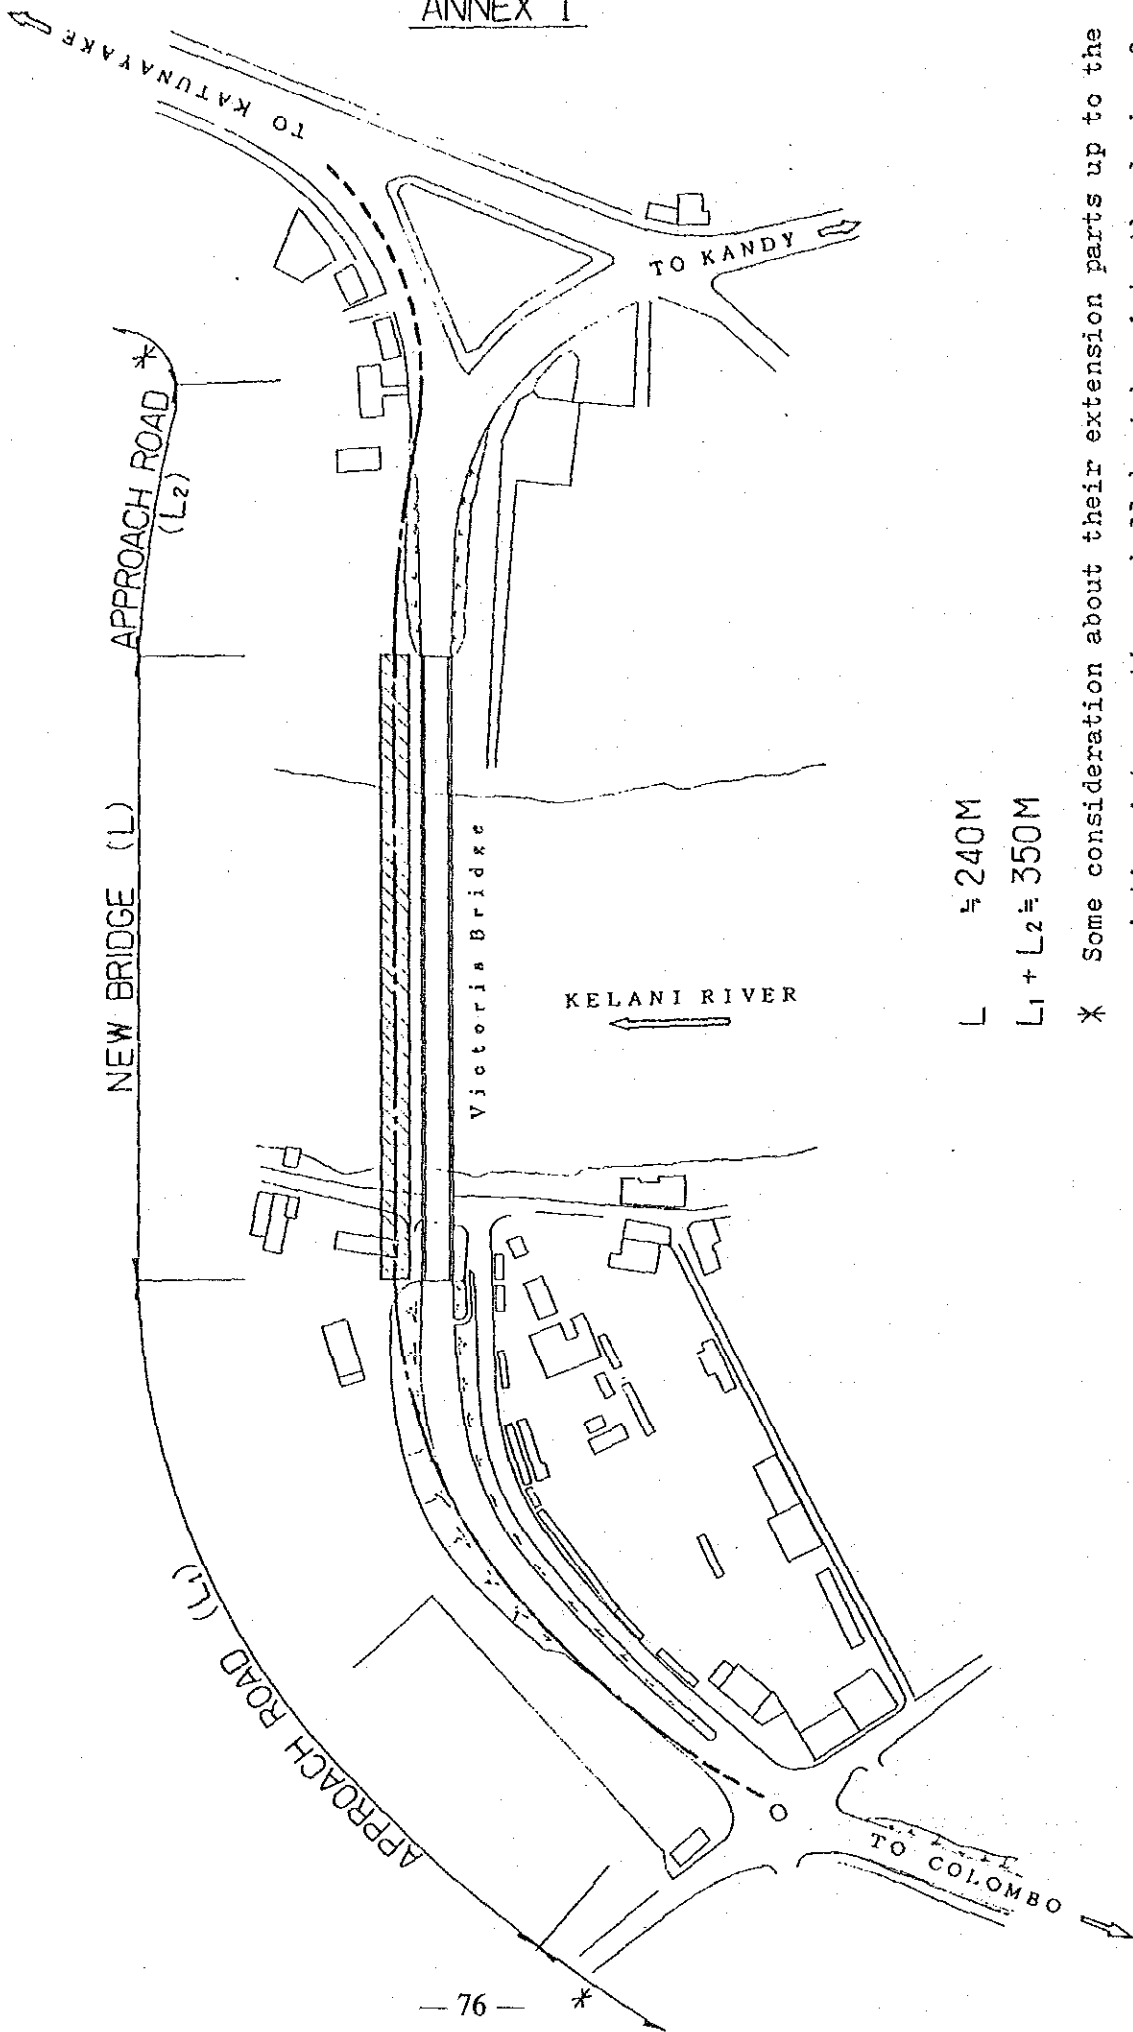 ANNEX I
TO KATUNAYAKE
APPROACH ROAD *
(L2)
TO KANDY
NEW BRIDGE (L)
Victoria Bridge
KELANI RIVER
APPROACH ROAD (L1)
*
TO COLOMBO
L ≒ 240M
L1 + L2 ≒ 350M
* Some consideration about their extension parts up to the
— 76 —